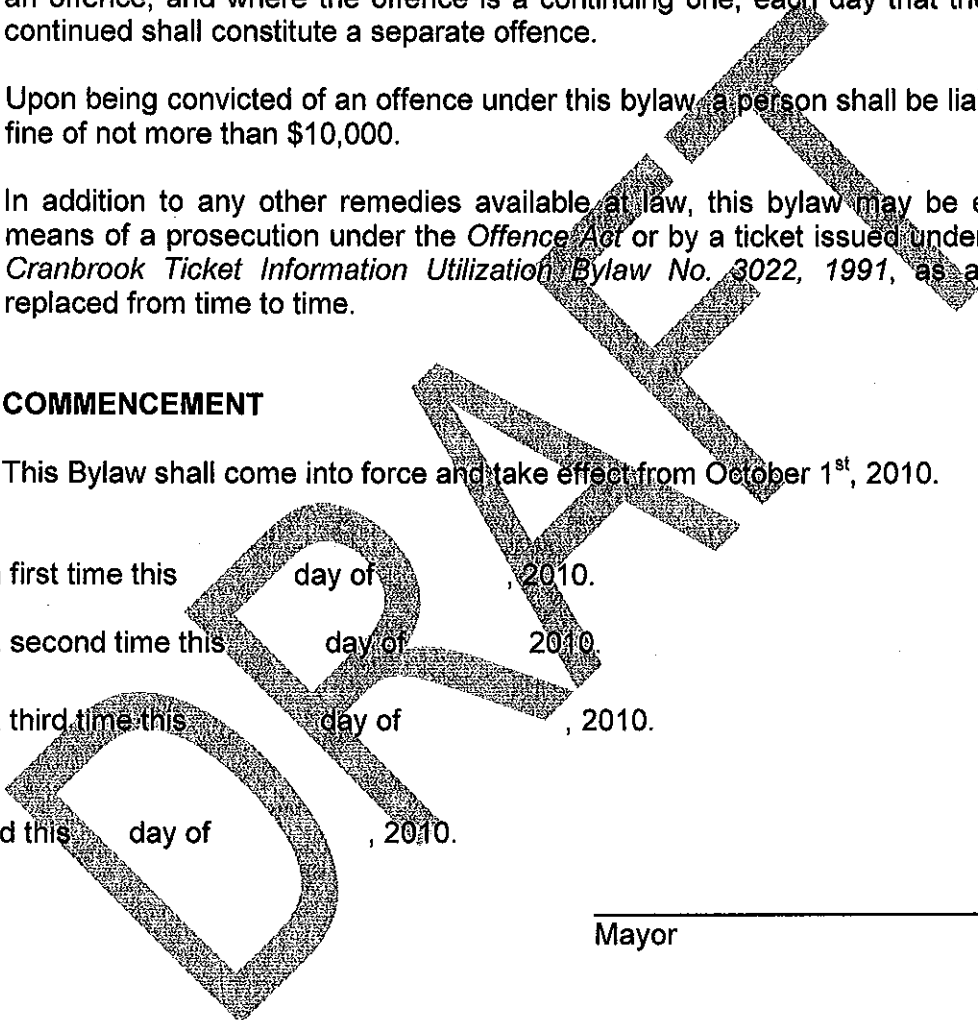 an offence, and where the offence is a continuing one, each day that the
continued shall constitute a separate offence.
Upon being convicted of an offence under this bylaw, a person shall be lia
fine of not more than $10,000.
In addition to any other remedies available at law, this bylaw may be e
means of a prosecution under the Offence Act or by a ticket issued under
Cranbrook Ticket Information Utilization Bylaw No. 3022, 1991, as a
replaced from time to time.
COMMENCEMENT
This Bylaw shall come into force and take effect from October 1st, 2010.
first time this day of , 2010.
second time this day of 2010.
third time this day of , 2010.
d this day of , 2010.
Mayor
DRAFT